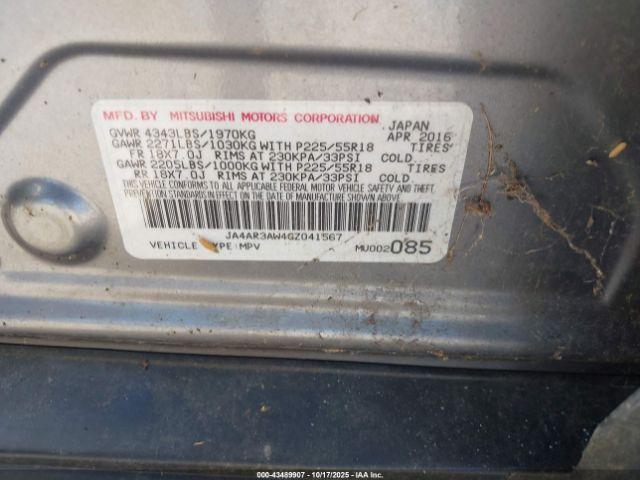 MFD. BY MITSUBISHI MOTORS CORPORATION
JAPAN
GVWR 4343LBS/1970KG APR 2016
GAWR 2271LBS/1030KG WITH P225/55R18 TIRES
FR 18X7.0J RIMS AT 230KPA/33PSI COLD
GAWR 2205LBS/1000KG WITH P225/55R18 TIRES
RR 18X7.0J RIMS AT 230KPA/33PSI COLD
THIS VEHICLE CONFORMS TO ALL APPLICABLE FEDERAL MOTOR VEHICLE SAFETY AND THEFT
PREVENTION STANDARDS IN EFFECT ON THE DATE OF MANUFACTURE SHOWN ABOVE.
JA4AR3AW4GZ041567
VEHICLE TYPE:MPV MU002085
© 000-43489907 - 10/17/2025 - IAAI.COM